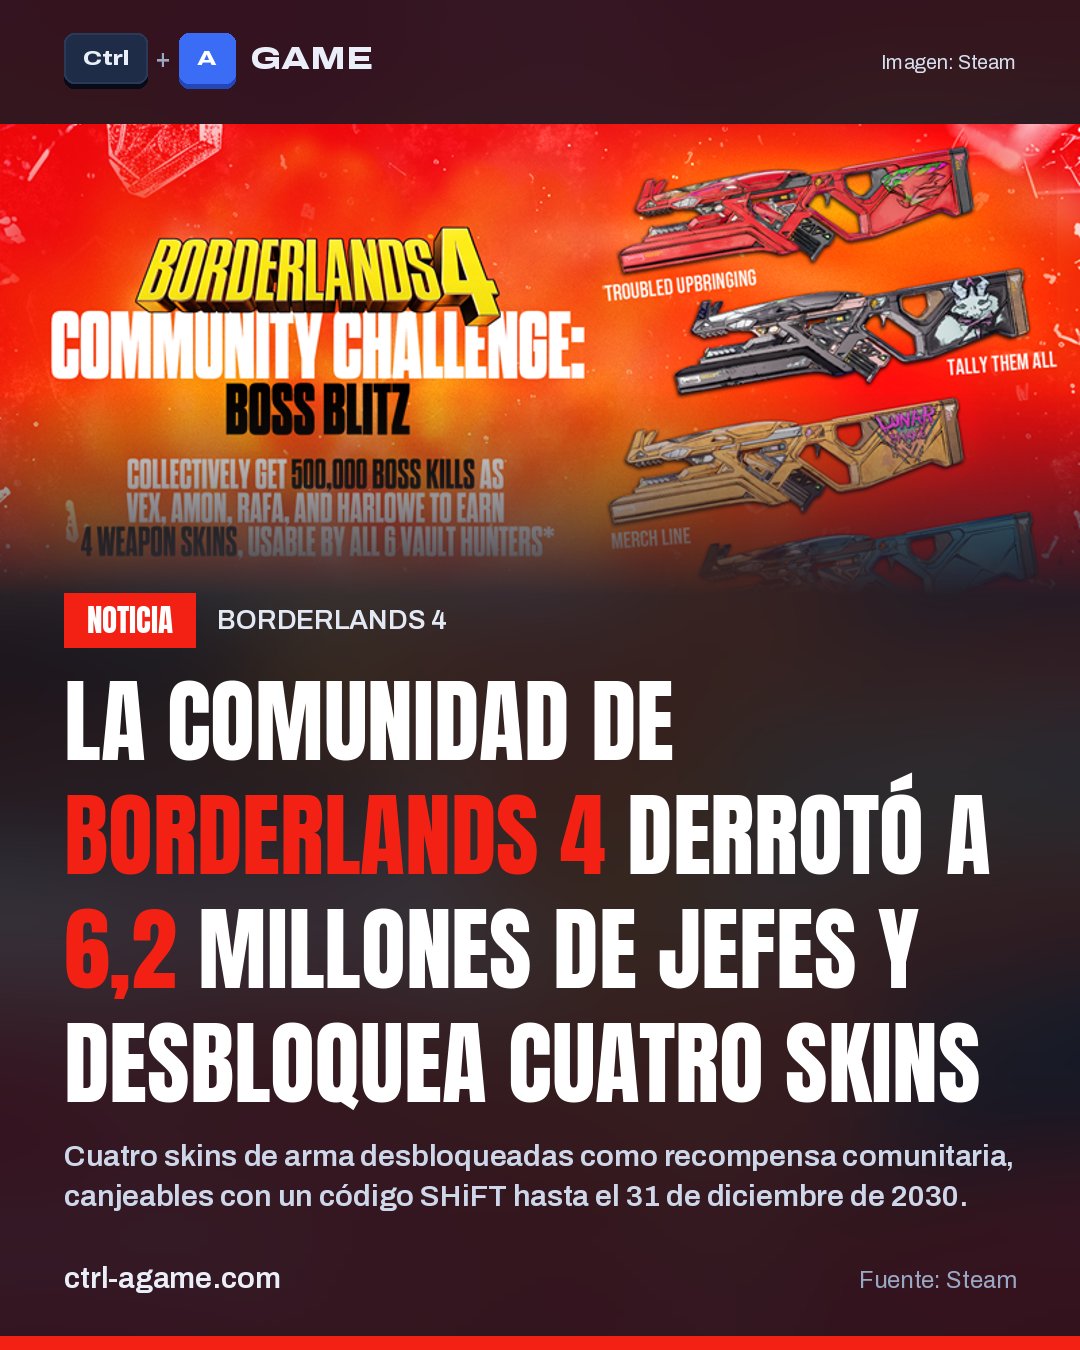 Ctrl + A GAME
Imagen: Steam
BORDERLANDS 4
COMMUNITY CHALLENGE:
BOSS BLITZ
COLLECTIVELY GET 500,000 BOSS KILLS AS
VEX, AMON, RAFA, AND HARLOWE TO EARN
4 WEAPON SKINS, USABLE BY ALL 6 VAULT HUNTERS*
TROUBLED UPBRINGING
TALLY THEM ALL
MERCH LINE
NOTICIA
BORDERLANDS 4
LA COMUNIDAD DE
BORDERLANDS 4 DERROTÓ A
6,2 MILLONES DE JEFES Y
DESBLOQUEA CUATRO SKINS
Cuatro skins de arma desbloqueadas como recompensa comunitaria,
canjeables con un código SHiFT hasta el 31 de diciembre de 2030.
ctrl-agame.com
Fuente: Steam